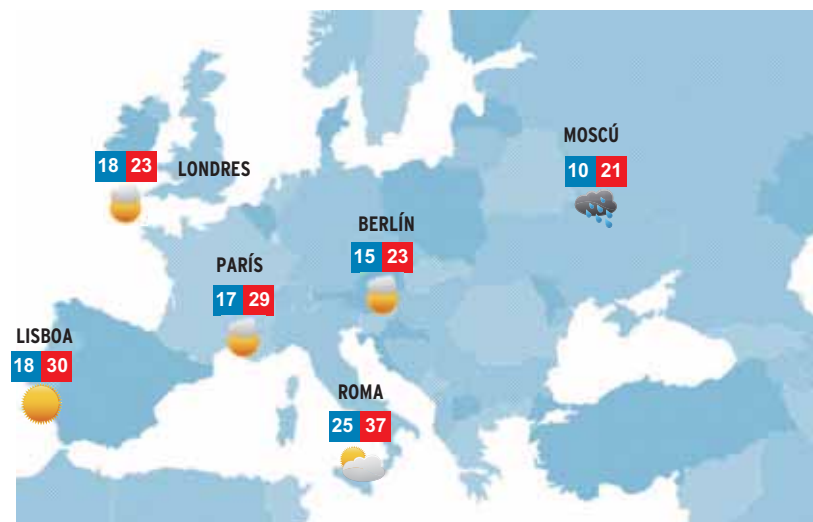 MOSCÚ
10 21
18 23 LONDRES
BERLÍN
15 23
PARÍS
17 29
LISBOA
18 30
ROMA
25 37